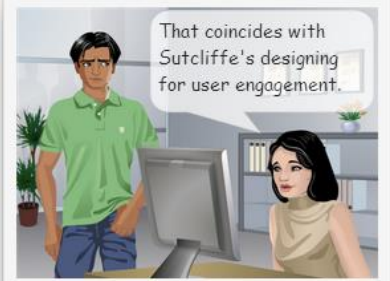 That coincides with
Sutcliffe's designing
for user engagement.